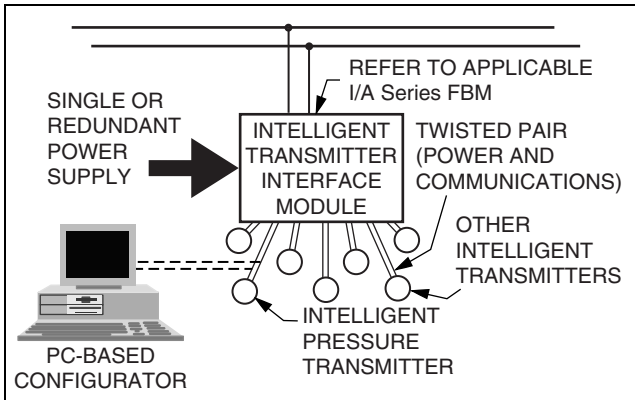 REFER TO APPLICABLE
I/A Series FBM
SINGLE OR
REDUNDANT
POWER
SUPPLY
INTELLIGENT
TRANSMITTER
INTERFACE
MODULE
TWISTED PAIR
(POWER AND
COMMUNICATIONS)
OTHER
INTELLIGENT
TRANSMITTERS
INTELLIGENT
PRESSURE
TRANSMITTER
PC-BASED
CONFIGURATOR